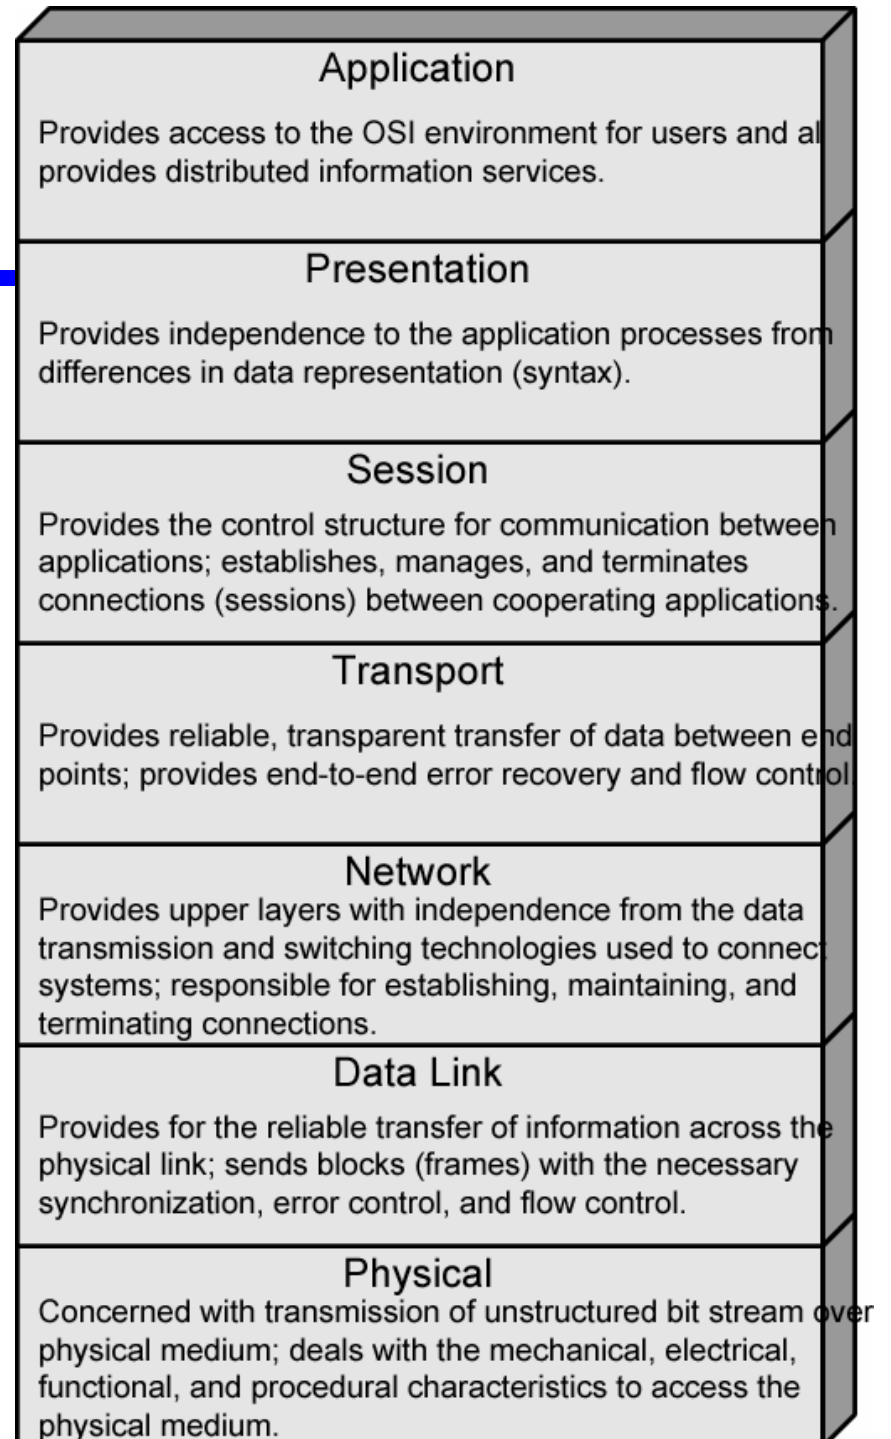 Application
Provides access to the OSI environment for users and al
provides distributed information services.
Presentation
Provides independence to the application processes from
differences in data representation (syntax).
Session
Provides the control structure for communication between
applications; establishes, manages, and terminates
connections (sessions) between cooperating applications.
Transport
Provides reliable, transparent transfer of data between end
points; provides end-to-end error recovery and flow control.
Network
Provides upper layers with independence from the data
transmission and switching technologies used to connect
systems; responsible for establishing, maintaining, and
terminating connections.
Data Link
Provides for the reliable transfer of information across the
physical link; sends blocks (frames) with the necessary
synchronization, error control, and flow control.
Physical
Concerned with transmission of unstructured bit stream over
physical medium; deals with the mechanical, electrical,
functional, and procedural characteristics to access the
physical medium.